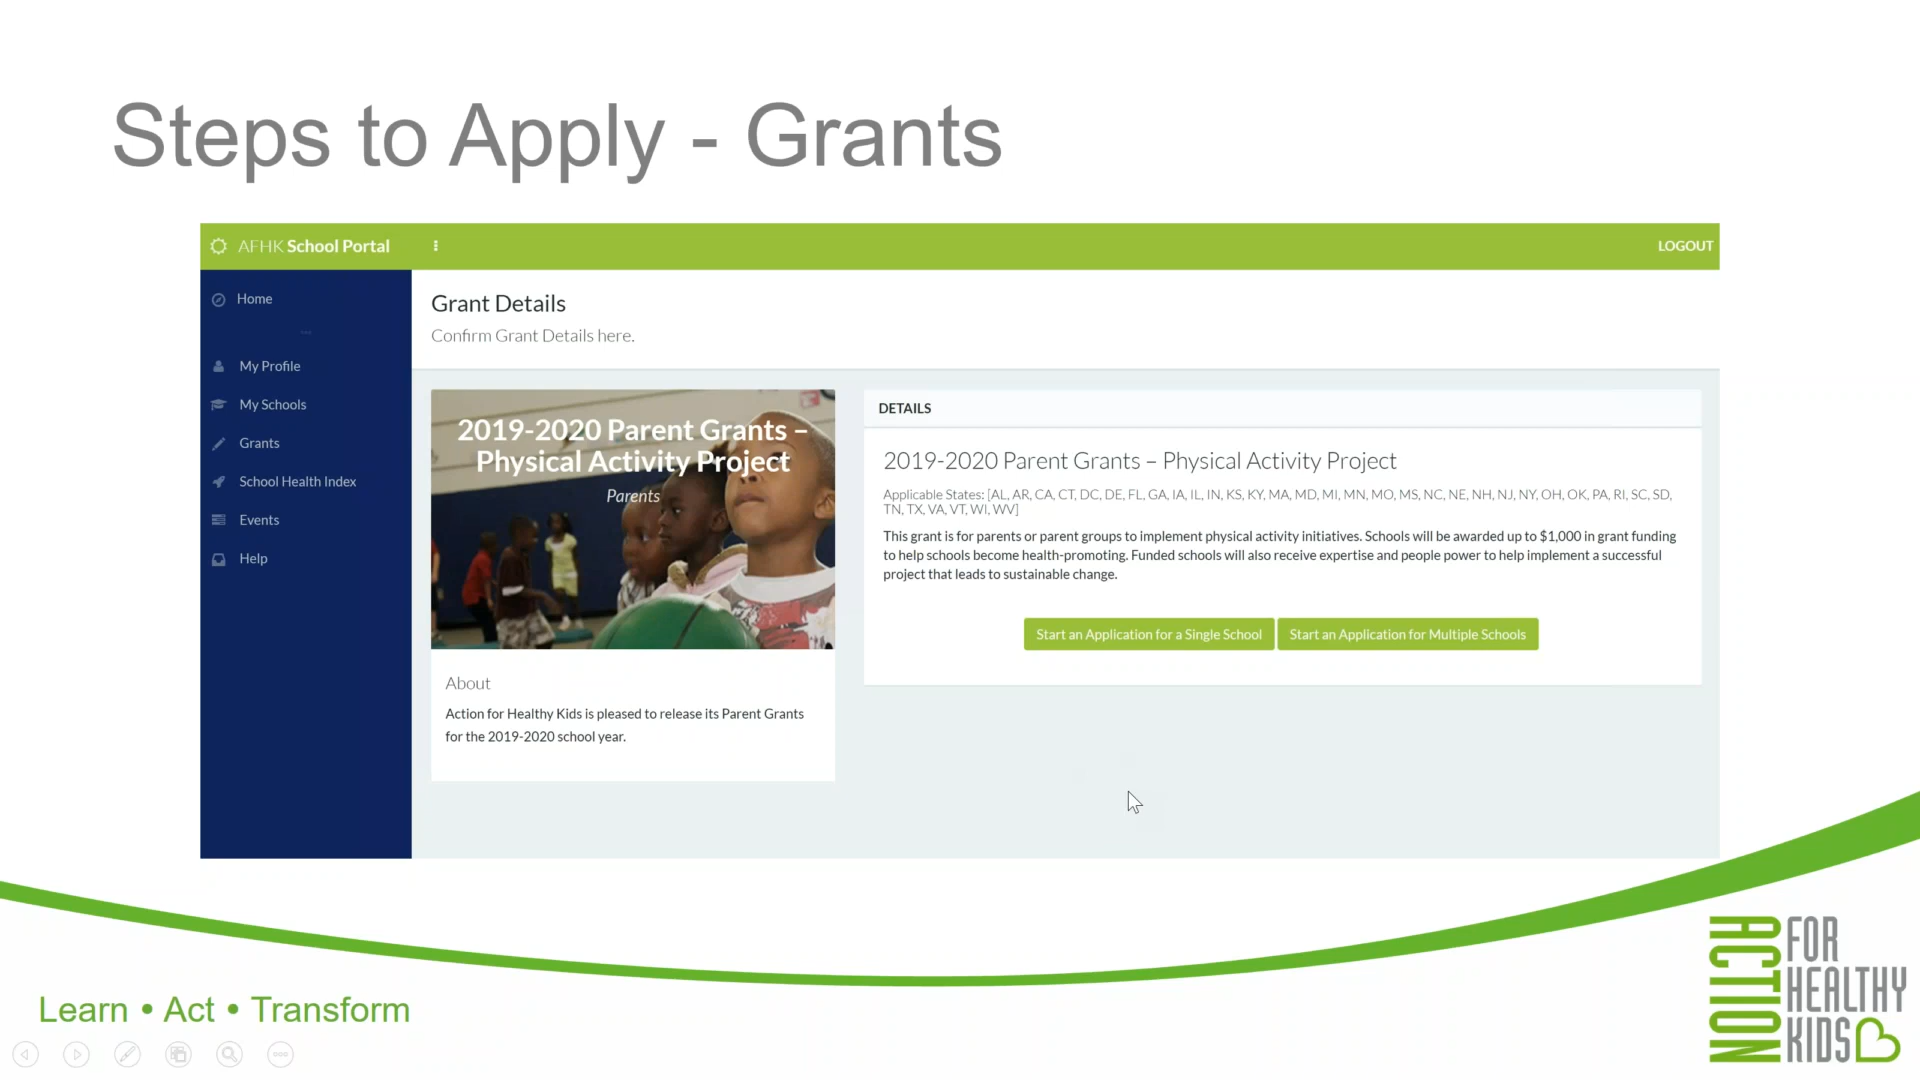 Steps to Apply - Grants
AFHK School Portal
LOGOUT
Home
My Profile
My Schools
Grants
School Health Index
Events
Help
Grant Details
Confirm Grant Details here.
2019-2020 Parent Grants –
Physical Activity Project
Parents
About
Action for Healthy Kids is pleased to release its Parent Grants
for the 2019-2020 school year.
DETAILS
2019-2020 Parent Grants – Physical Activity Project
Applicable States: [AL, AR, CA, CT, DC, DE, FL, GA, IA, IL, IN, KS, KY, MA, MD, MI, MN, MO, MS, NC, NE, NH, NJ, NY, OH, OK, PA, RI, SC, SD,
TN, TX, VA, VT, WI, WV]
This grant is for parents or parent groups to implement physical activity initiatives. Schools will be awarded up to $1,000 in grant funding
to help schools become health-promoting. Funded schools will also receive expertise and people power to help implement a successful
project that leads to sustainable change.
Start an Application for a Single School
Start an Application for Multiple Schools
Learn • Act • Transform
ACTION
FOR
HEALTHY
KIDS